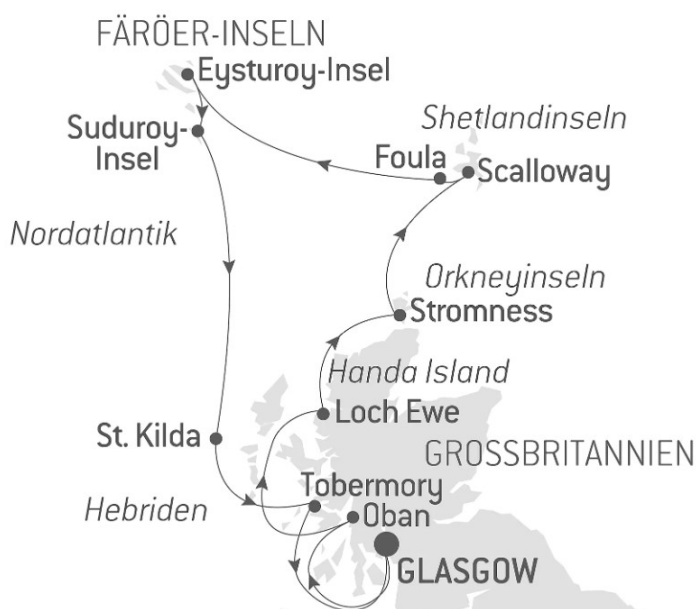 FÄRÖER-INSELN
Eysturoy-Insel
Suduroy-
Insel
Shetlandinseln
Foula
Scalloway
Nordatlantik
Orkneyinseln
Stromness
Handa Island
Loch Ewe
St. Kilda
GROSSBRITANNIEN
Tobermory
Hebriden
Oban
GLASGOW